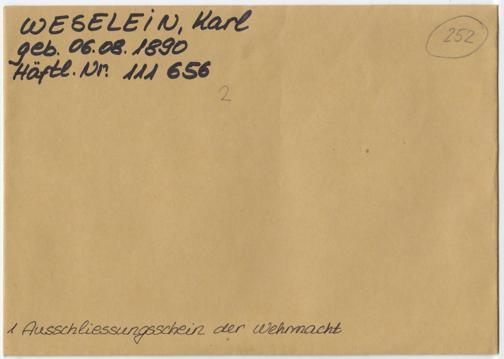 WESELEIN, Karl
geb. 06.08.1890
Häftl. Nr. 111 656
252
2
1 Ausschliessungsschein der Wehrmacht